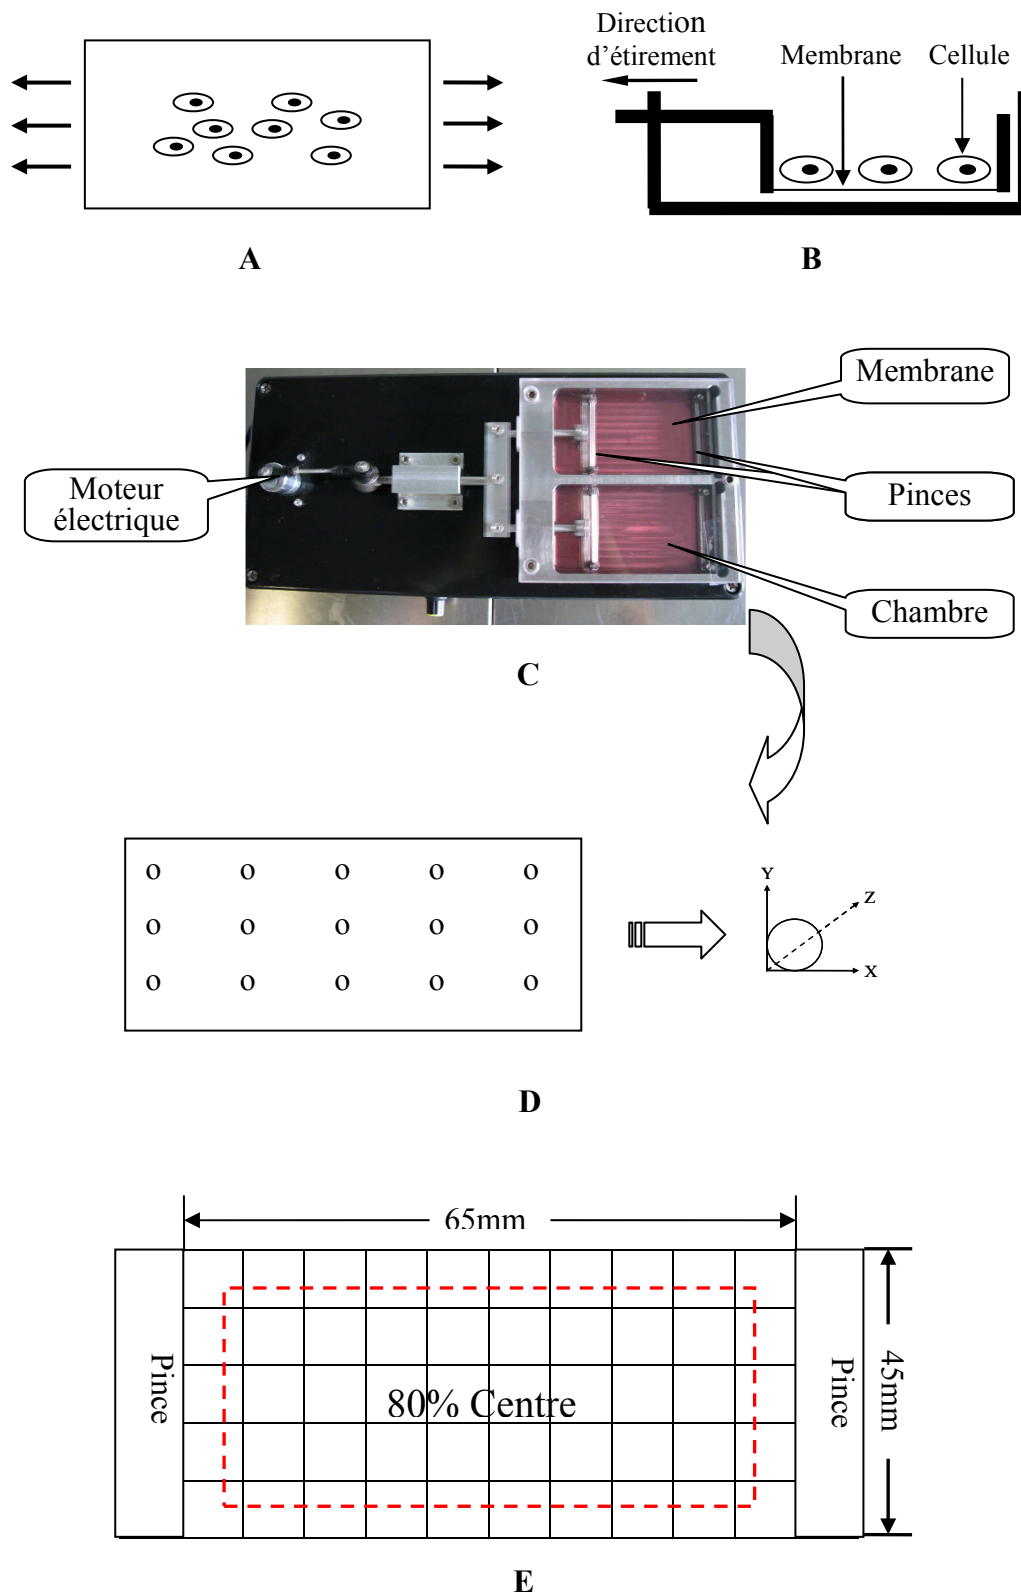 Direction
d’étirement
Membrane
Cellule
A
B
Membrane
Moteur
électrique
Pinces
Chambre
C
o o o o o
o o o o o
o o o o o
Y
Z
X
D
65mm
Pince
80% Centre
Pince
45mm
E